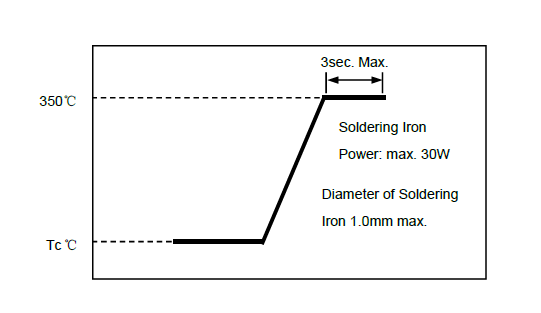 3sec. Max.
350℃
Soldering Iron
Power: max. 30W
Diameter of Soldering
Iron 1.0mm max.
Tc ℃